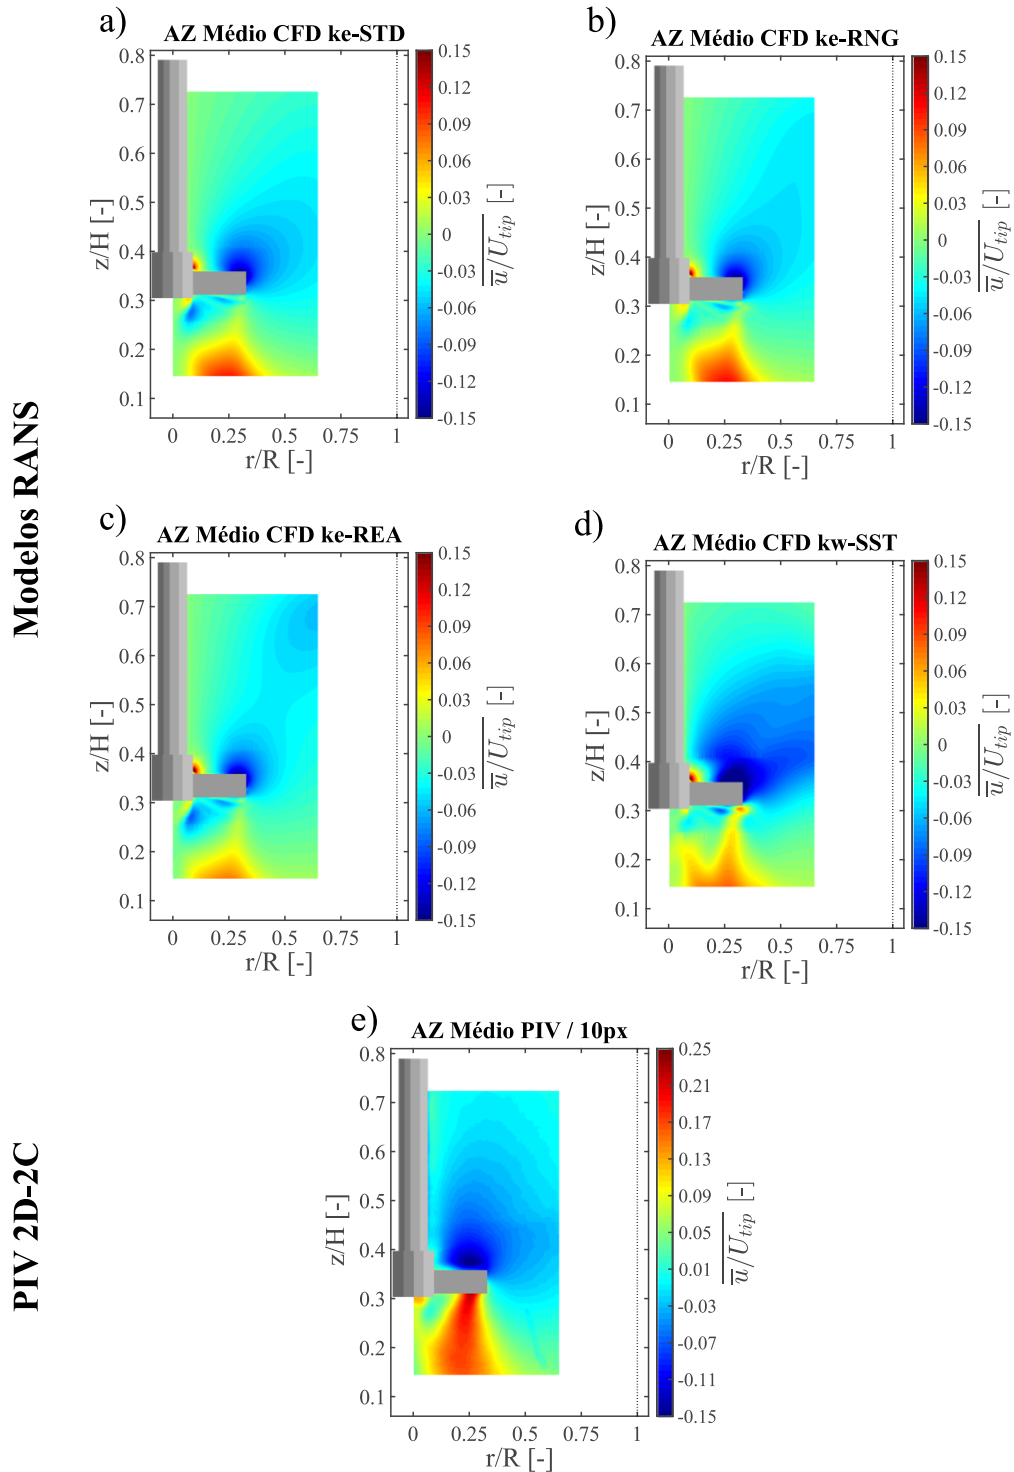 Modelos RANS
a)
AZ Médio CFD ke-STD
0.8
0.7
0.6
0.5
0.4
0.3
0.2
0.1
z/H [-]
0 0.25 0.5 0.75 1
r/R [-]
0.15
0.12
0.09
0.06
0.03
0
-0.03
-0.06
-0.09
-0.12
-0.15
u/U_tip [-]
b)
AZ Médio CFD ke-RNG
0.8
0.7
0.6
0.5
0.4
0.3
0.2
0.1
z/H [-]
0 0.25 0.5 0.75 1
r/R [-]
0.15
0.12
0.09
0.06
0.03
0
-0.03
-0.06
-0.09
-0.12
-0.15
u/U_tip [-]
c)
AZ Médio CFD ke-REA
0.8
0.7
0.6
0.5
0.4
0.3
0.2
0.1
z/H [-]
0 0.25 0.5 0.75 1
r/R [-]
0.15
0.12
0.09
0.06
0.03
0
-0.03
-0.06
-0.09
-0.12
-0.15
u/U_tip [-]
d)
AZ Médio CFD kw-SST
0.8
0.7
0.6
0.5
0.4
0.3
0.2
0.1
z/H [-]
0 0.25 0.5 0.75 1
r/R [-]
0.15
0.12
0.09
0.06
0.03
0
-0.03
-0.06
-0.09
-0.12
-0.15
u/U_tip [-]
PIV 2D-2C
e)
AZ Médio PIV / 10px
0.8
0.7
0.6
0.5
0.4
0.3
0.2
0.1
z/H [-]
0 0.25 0.5 0.75 1
r/R [-]
0.25
0.21
0.17
0.13
0.09
0.05
0.01
-0.03
-0.07
-0.11
-0.15
u/U_tip [-]